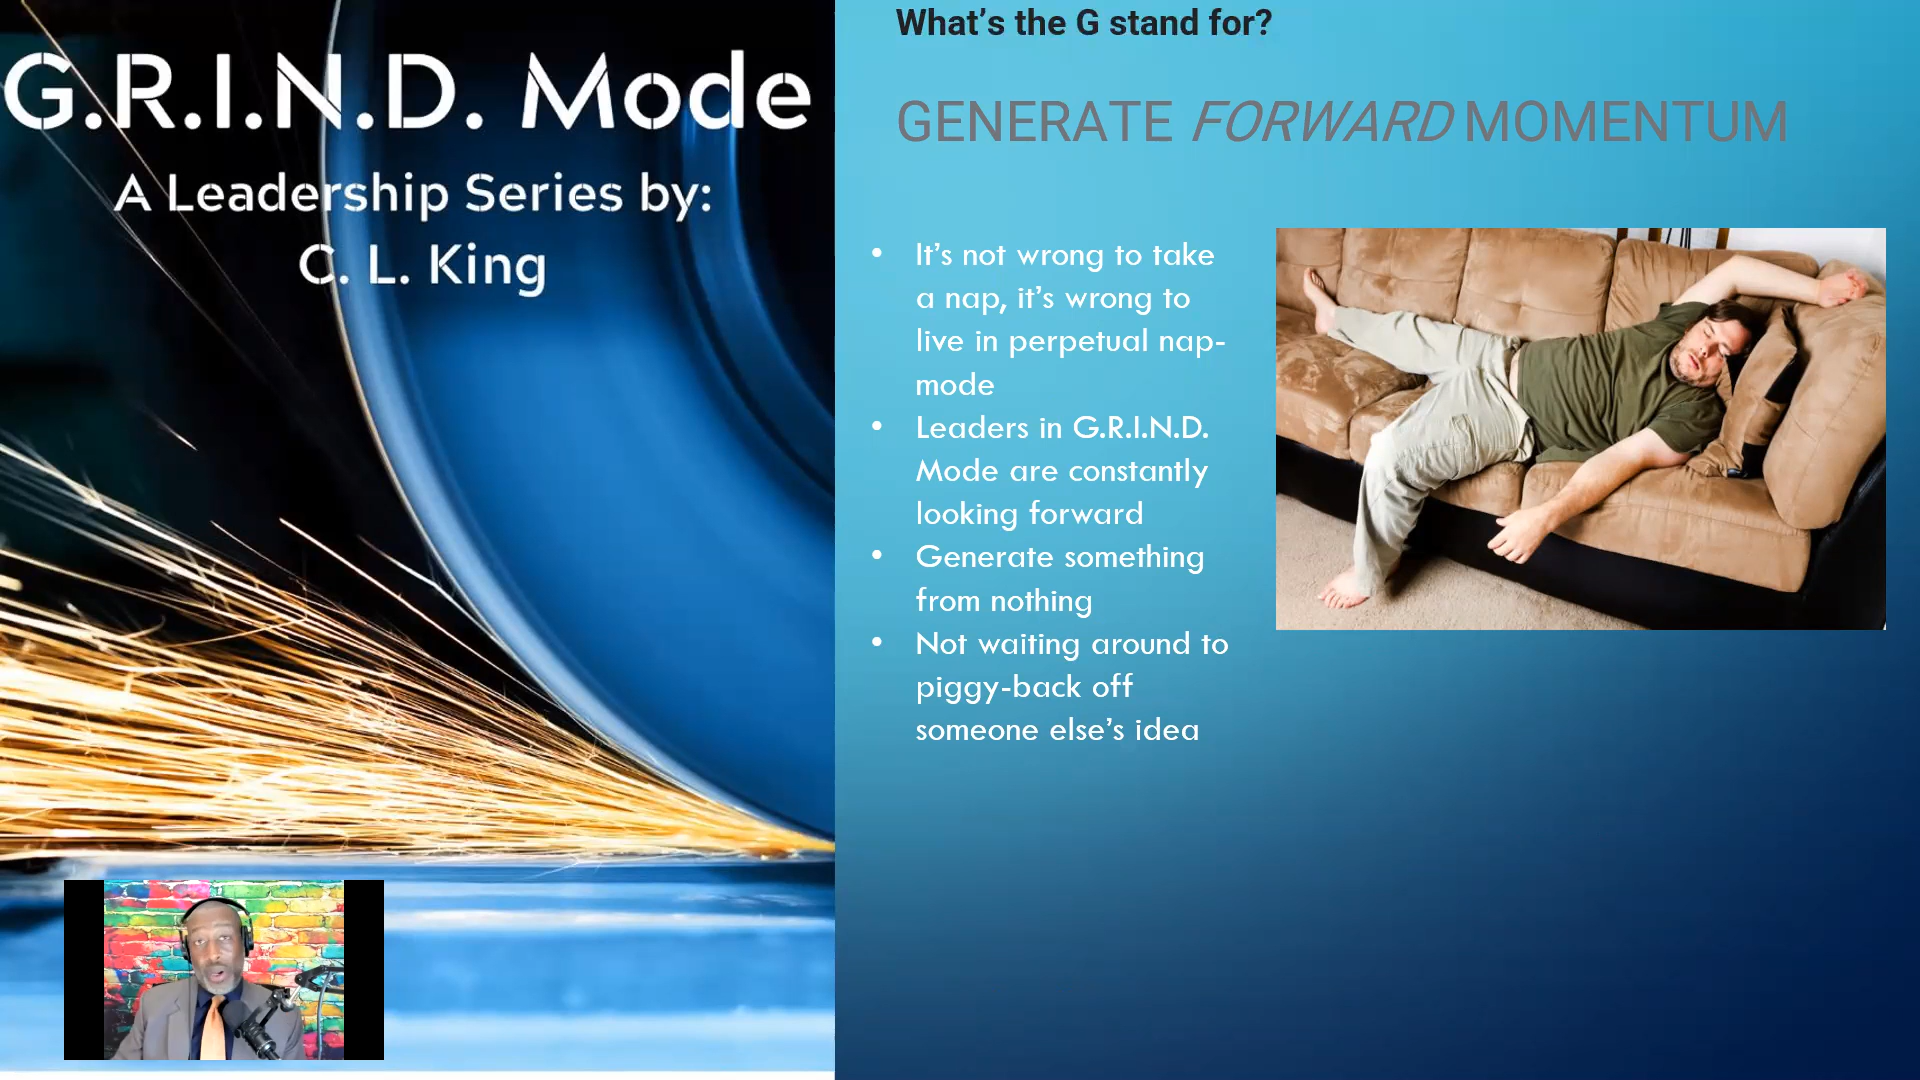 G.R.I.N.D. Mode
A Leadership Series by:
C. L. King
What’s the G stand for?
GENERATE FORWARD MOMENTUM
• It’s not wrong to take
a nap, it’s wrong to
live in perpetual nap-
mode
• Leaders in G.R.I.N.D.
Mode are constantly
looking forward
• Generate something
from nothing
• Not waiting around to
piggy-back off
someone else’s idea